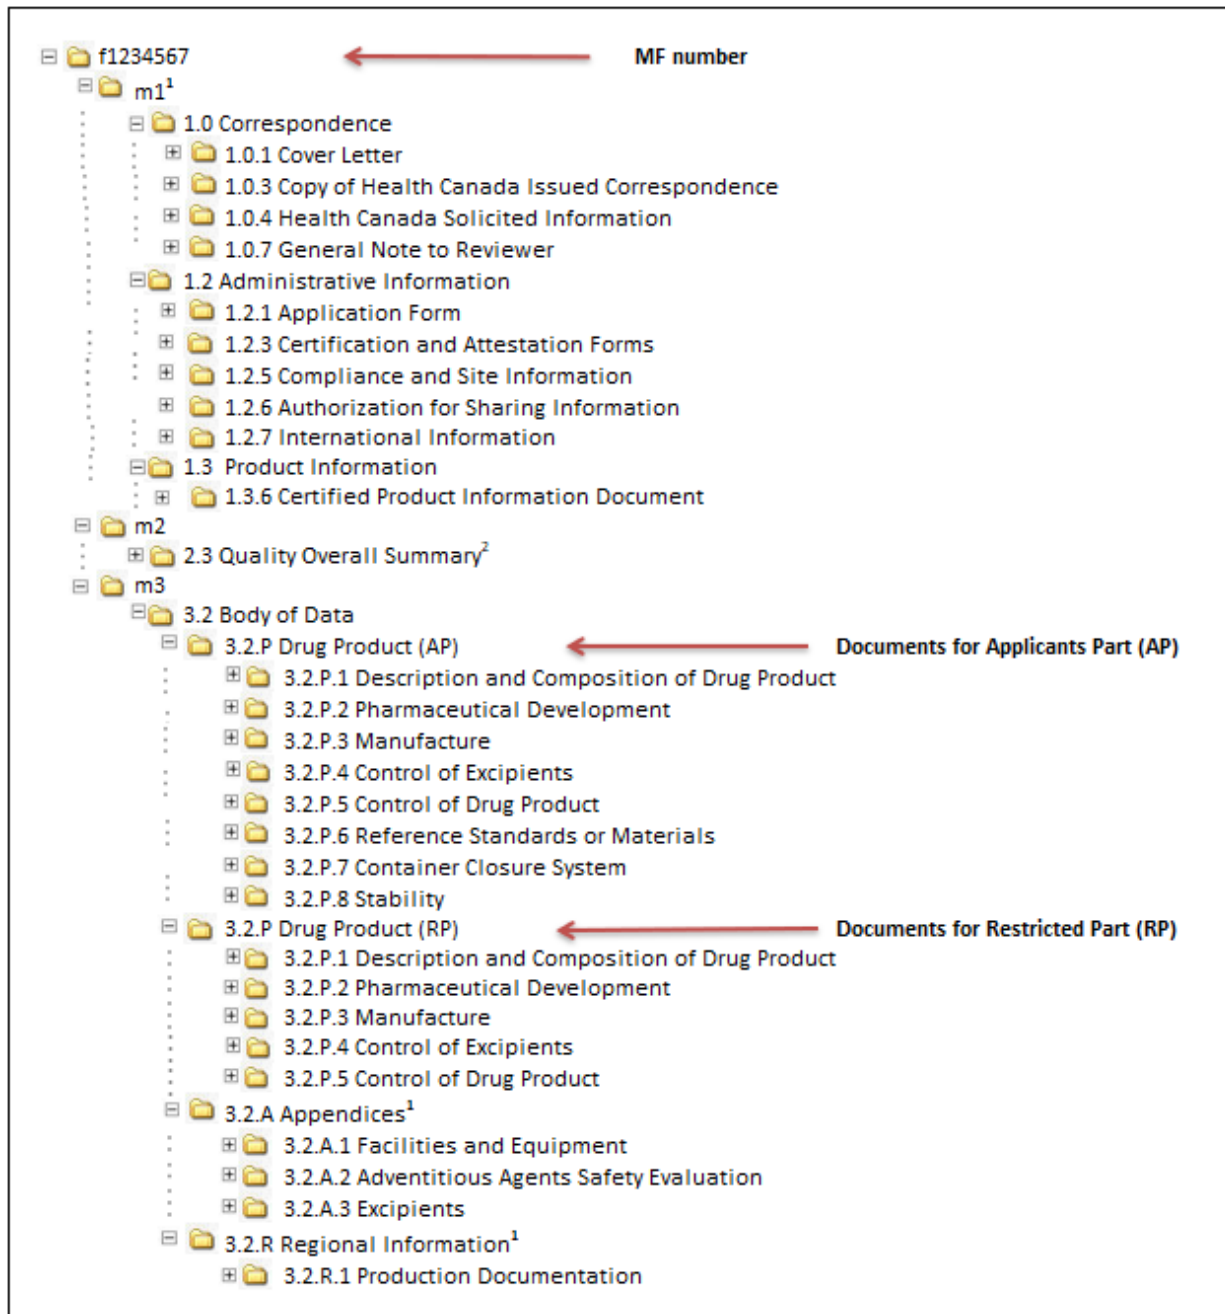 f1234567 MF number
m1¹
1.0 Correspondence
1.0.1 Cover Letter
1.0.3 Copy of Health Canada Issued Correspondence
1.0.4 Health Canada Solicited Information
1.0.7 General Note to Reviewer
1.2 Administrative Information
1.2.1 Application Form
1.2.3 Certification and Attestation Forms
1.2.5 Compliance and Site Information
1.2.6 Authorization for Sharing Information
1.2.7 International Information
1.3 Product Information
1.3.6 Certified Product Information Document
m2
2.3 Quality Overall Summary²
m3
3.2 Body of Data
3.2.P Drug Product (AP) Documents for Applicants Part (AP)
3.2.P.1 Description and Composition of Drug Product
3.2.P.2 Pharmaceutical Development
3.2.P.3 Manufacture
3.2.P.4 Control of Excipients
3.2.P.5 Control of Drug Product
3.2.P.6 Reference Standards or Materials
3.2.P.7 Container Closure System
3.2.P.8 Stability
3.2.P Drug Product (RP) Documents for Restricted Part (RP)
3.2.P.1 Description and Composition of Drug Product
3.2.P.2 Pharmaceutical Development
3.2.P.3 Manufacture
3.2.P.4 Control of Excipients
3.2.P.5 Control of Drug Product
3.2.A Appendices¹
3.2.A.1 Facilities and Equipment
3.2.A.2 Adventitious Agents Safety Evaluation
3.2.A.3 Excipients
3.2.R Regional Information¹
3.2.R.1 Production Documentation